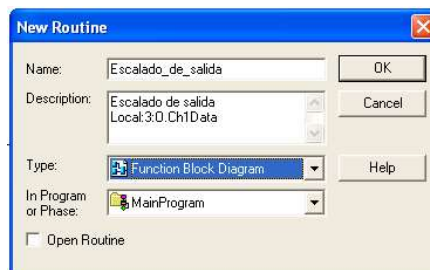 New Routine
Name: Escalado_de_salida OK
Description: Escalado de salida Cancel
Local:3:O.Ch1Data
Type: Function Block Diagram Help
In Program
or Phase: MainProgram
Open Routine